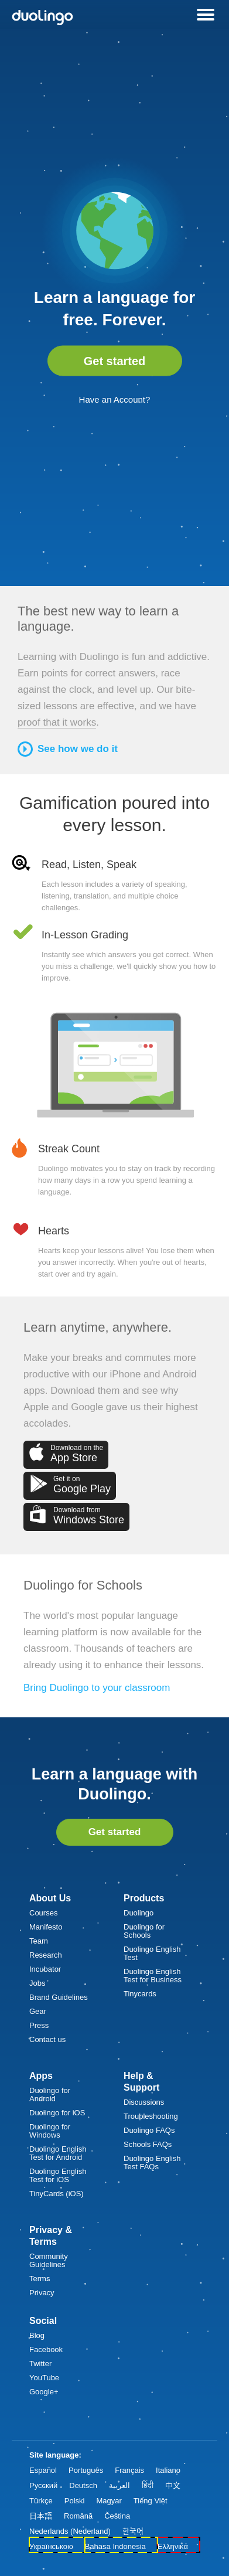 duolingo
Learn a language for
free. Forever.
Get started
Have an Account?
The best new way to learn a
language.
Learning with Duolingo is fun and addictive.
Earn points for correct answers, race
against the clock, and level up. Our bite-
sized lessons are effective, and we have
proof that it works.
See how we do it
Gamification poured into
every lesson.
Read, Listen, Speak
Each lesson includes a variety of speaking,
listening, translation, and multiple choice
challenges.
In-Lesson Grading
Instantly see which answers you get correct. When
you miss a challenge, we'll quickly show you how to
improve.
Streak Count
Duolingo motivates you to stay on track by recording
how many days in a row you spend learning a
language.
Hearts
Hearts keep your lessons alive! You lose them when
you answer incorrectly. When you're out of hearts,
start over and try again.
Learn anytime, anywhere.
Make your breaks and commutes more
productive with our iPhone and Android
apps. Download them and see why
Apple and Google gave us their highest
accolades.
Download on the
App Store
Get it on
Google Play
Download from
Windows Store
Duolingo for Schools
The world's most popular language
learning platform is now available for the
classroom. Thousands of teachers are
already using it to enhance their lessons.
Bring Duolingo to your classroom
Learn a language with
Duolingo.
Get started
About Us
Courses
Manifesto
Team
Research
Incubator
Jobs
Brand Guidelines
Gear
Press
Contact us
Products
Duolingo
Duolingo for
Schools
Duolingo English
Test
Duolingo English
Test for Business
Tinycards
Apps
Duolingo for
Android
Duolingo for iOS
Duolingo for
Windows
Duolingo English
Test for Android
Duolingo English
Test for iOS
TinyCards (iOS)
Help &
Support
Discussions
Troubleshooting
Duolingo FAQs
Schools FAQs
Duolingo English
Test FAQs
Privacy &
Terms
Community
Guidelines
Terms
Privacy
Social
Blog
Facebook
Twitter
YouTube
Google+
Site language:
Español Português Français Italiano
Русский Deutsch العربية हिंदी 中文
Türkçe Polski Magyar Tiếng Việt
日本語 Română Čeština
Nederlands (Nederland) 한국어
Українською Bahasa Indonesia Ελληνικά